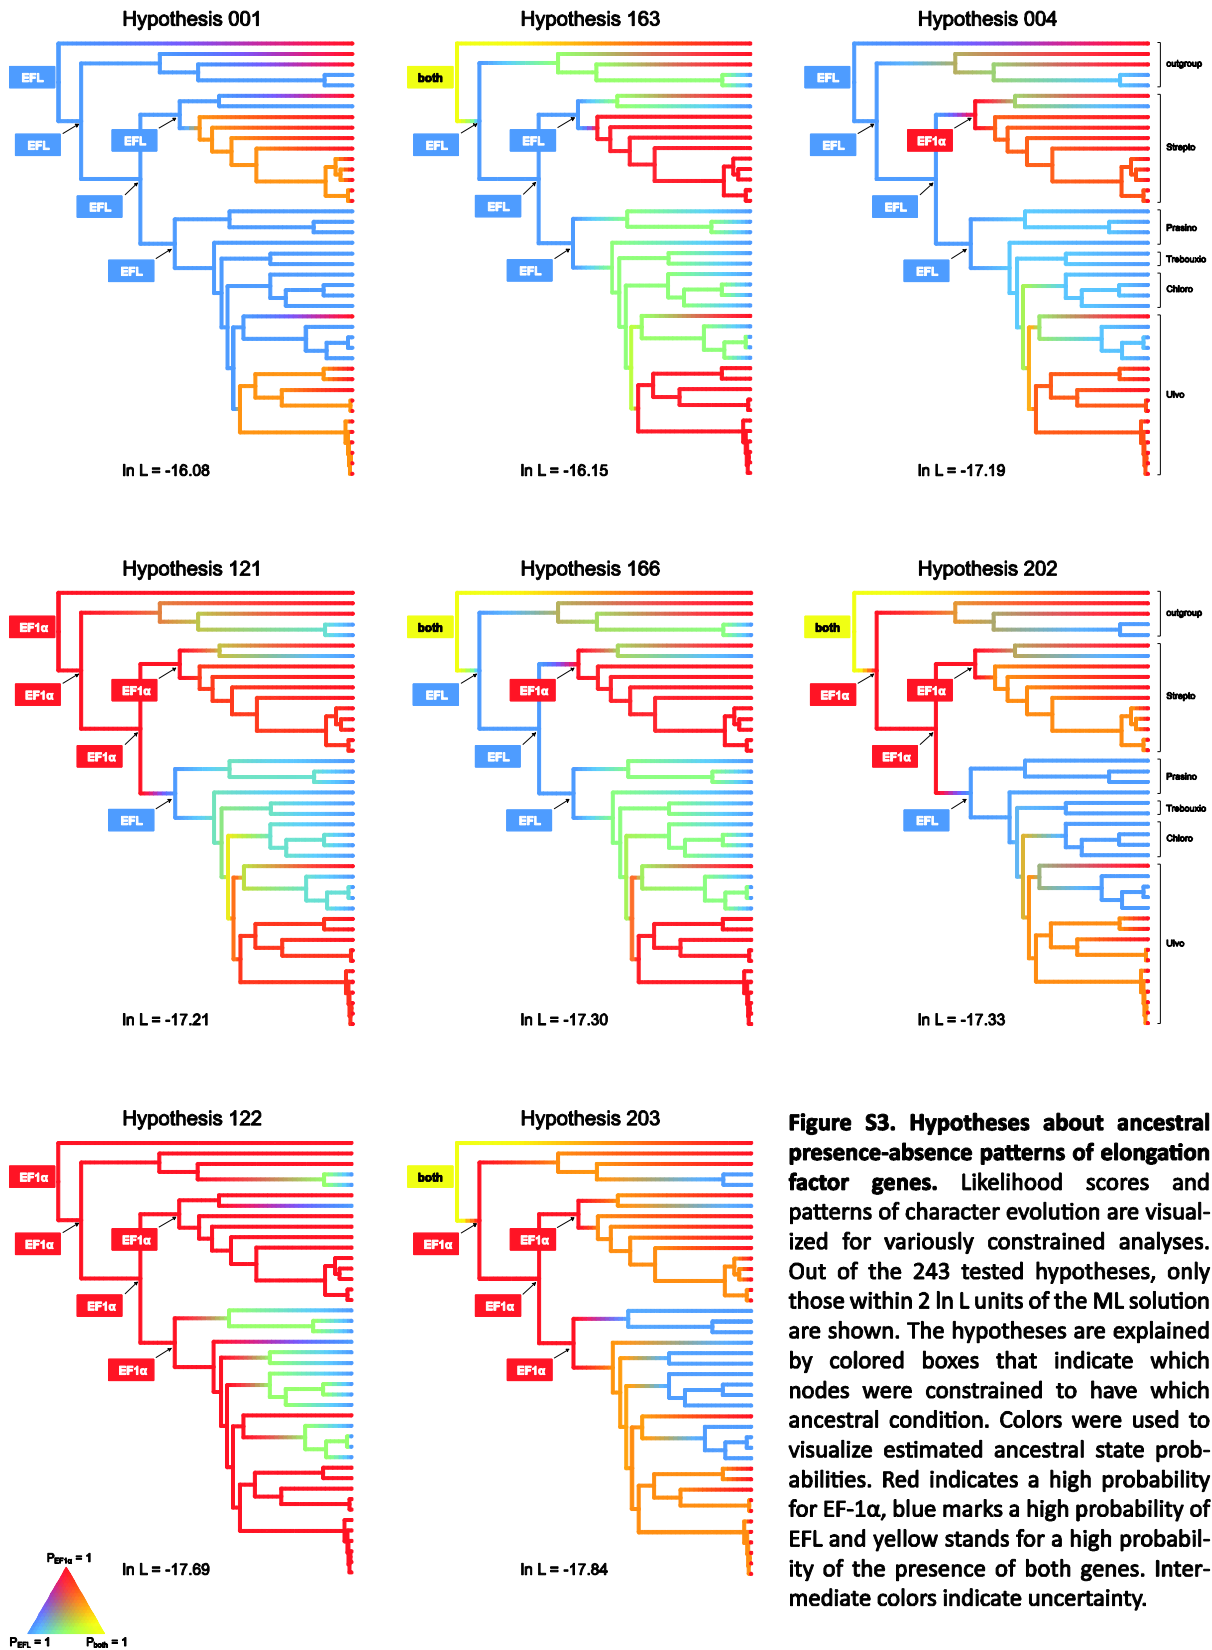 Hypothesis 001
Hypothesis 163
Hypothesis 004
EFL
EFL
EFL
EFL
EFL
both
EFL
EFL
EFL
EFL
EFL
EFL
EF1α
EFL
EFL
outgroup
Strepto
Prasino
Trebouxio
Chloro
Ulvo
ln L = -16.08
ln L = -16.15
ln L = -17.19
Hypothesis 121
Hypothesis 166
Hypothesis 202
EF1α
EF1α
EF1α
EF1α
EFL
both
EFL
EF1α
EFL
EFL
both
EF1α
EF1α
EF1α
EFL
outgroup
Strepto
Prasino
Trebouxio
Chloro
Ulvo
ln L = -17.21
ln L = -17.30
ln L = -17.33
Hypothesis 122
Hypothesis 203
EF1α
EF1α
EF1α
EF1α
EF1α
both
EF1α
EF1α
EF1α
EF1α
ln L = -17.69
ln L = -17.84
PEF1α = 1
PEFL = 1 Pboth = 1
Figure S3. Hypotheses about ancestral
presence-absence patterns of elongation
factor genes. Likelihood scores and
patterns of character evolution are visual-
ized for variously constrained analyses.
Out of the 243 tested hypotheses, only
those within 2 ln L units of the ML solution
are shown. The hypotheses are explained
by colored boxes that indicate which
nodes were constrained to have which
ancestral condition. Colors were used to
visualize estimated ancestral state prob-
abilities. Red indicates a high probability
for EF-1α, blue marks a high probability of
EFL and yellow stands for a high probabil-
ity of the presence of both genes. Inter-
mediate colors indicate uncertainty.